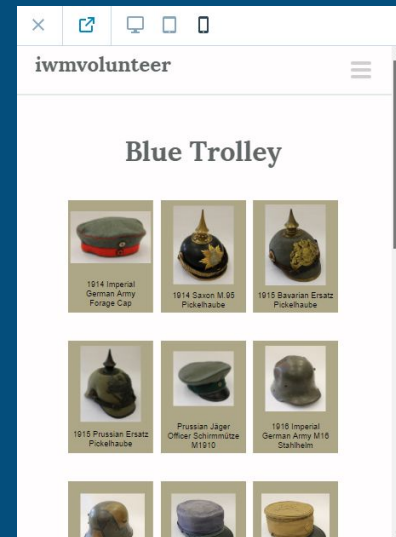 iwmvolunteer
Blue Trolley
1914 Imperial
German Army
Forage Cap
1914 Saxon M.95
Pickelhaube
1915 Bavarian Ersatz
Pickelhaube
1915 Prussian Ersatz
Pickelhaube
Prussian Jäger
Officer Schirmmütze
M1910
1916 Imperial
German Army M16
Stahlhelm